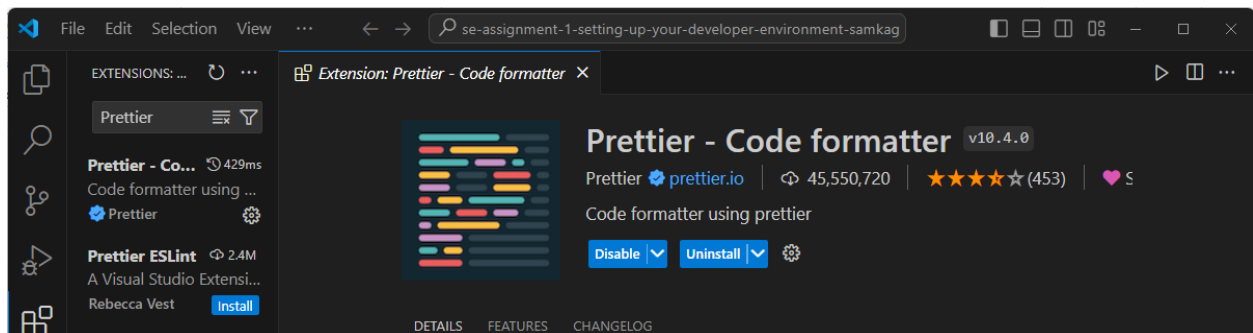 File Edit Selection View ... se-assignment-1-setting-up-your-developer-environment-samkag
EXTENSIONS: ...
Prettier
Prettier - Co... 429ms
Code formatter using ...
Prettier
Prettier ESLint 2.4M
A Visual Studio Extensi...
Rebecca Vest Install
Extension: Prettier - Code formatter
Prettier - Code formatter v10.4.0
Prettier prettier.io 45,550,720 (453) S
Code formatter using prettier
Disable Uninstall
DETAILS FEATURES CHANGELOG